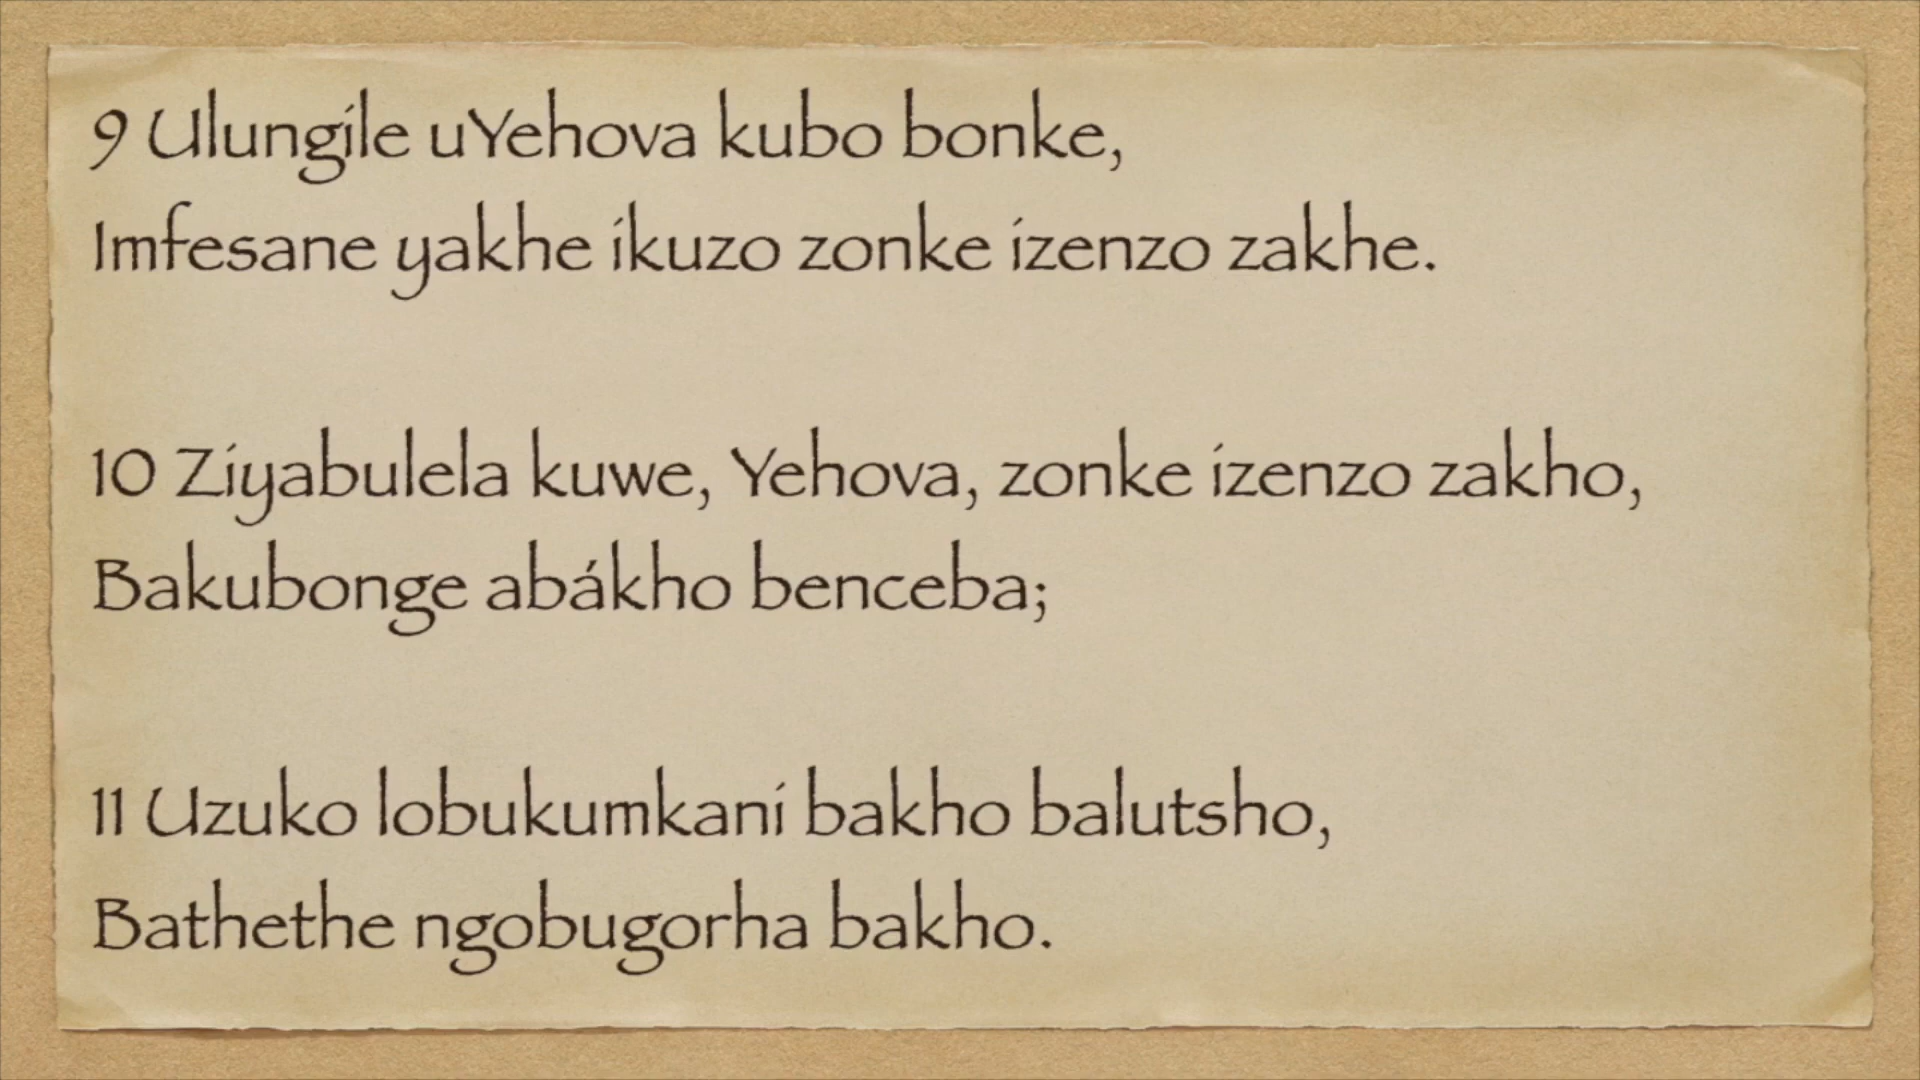 9 Ulungile uYehova kubo bonke,
Imfesane yakhe ikuzo zonke izenzo zakhe.
10 Ziyabulela kuwe, Yehova, zonke izenzo zakho,
Bakubonge abákho benceba;
11 Uzuko lobukumkani bakho balutsho,
Bathethe ngobugorha bakho.